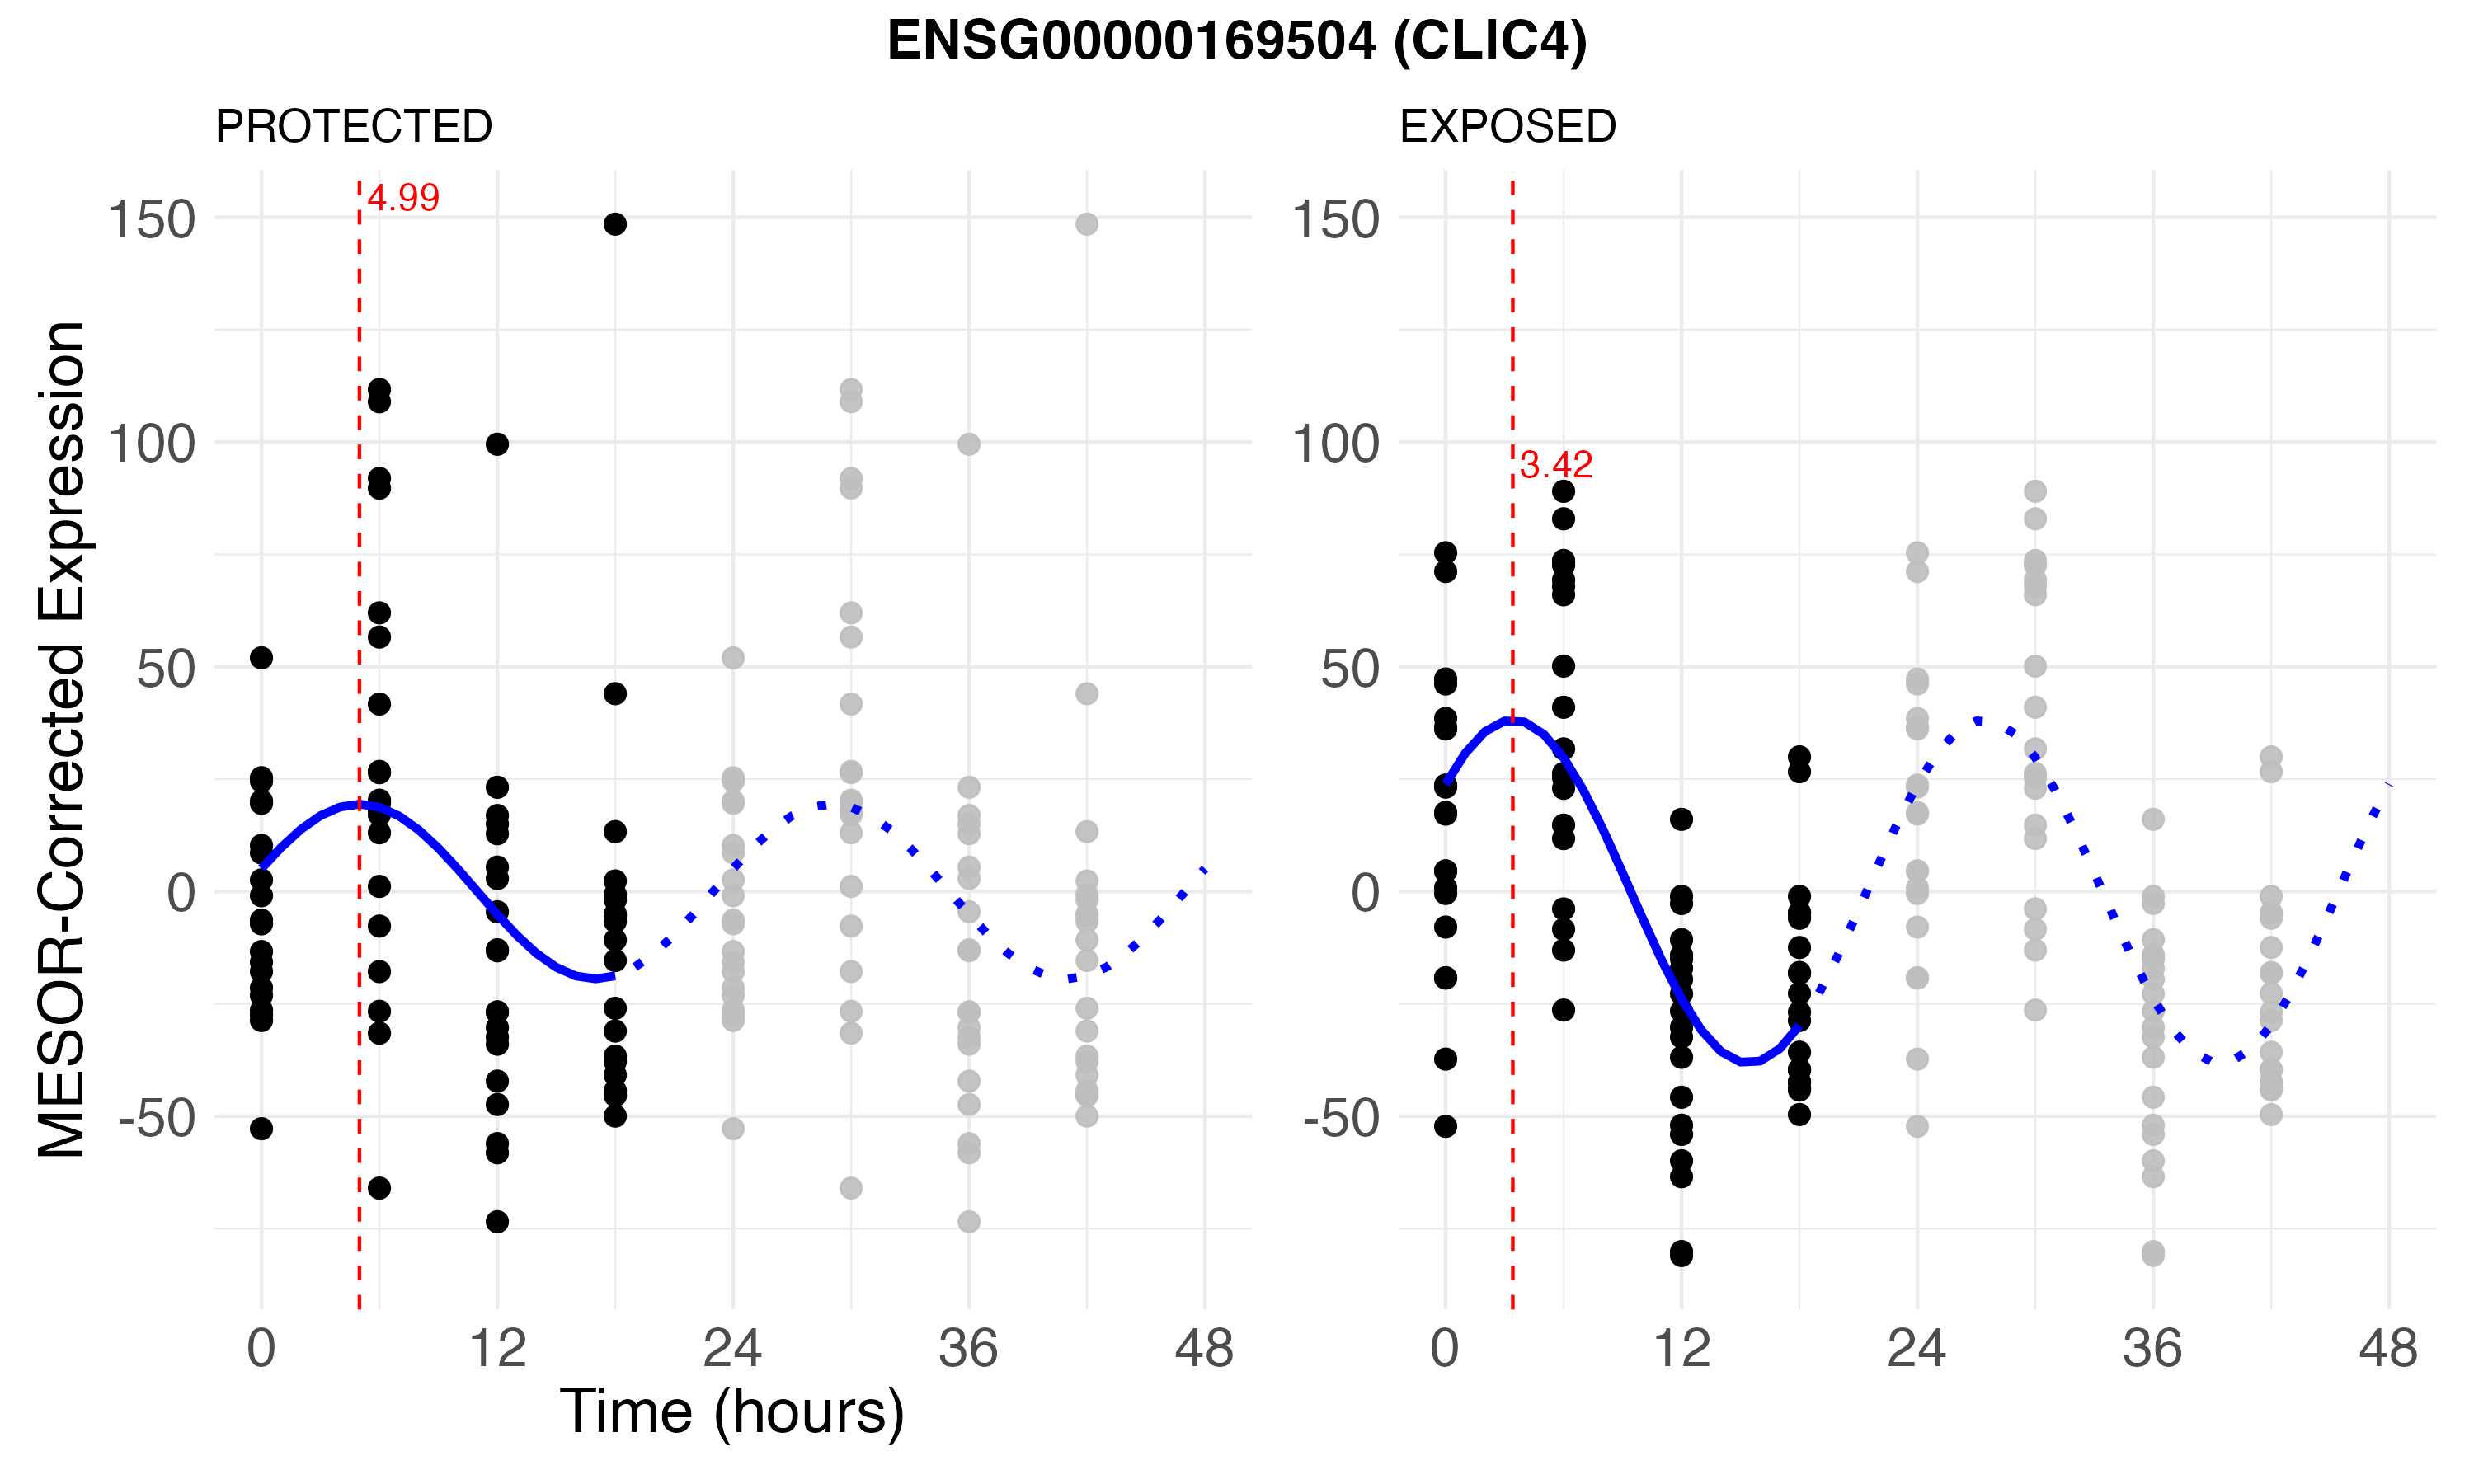 ENSG00000169504 (CLIC4)
PROTECTED
EXPOSED
MESOR-Corrected Expression
150
100
50
0
-50
4.99
0 12 24 36 48
150
100
50
0
-50
3.42
0 12 24 36 48
Time (hours)